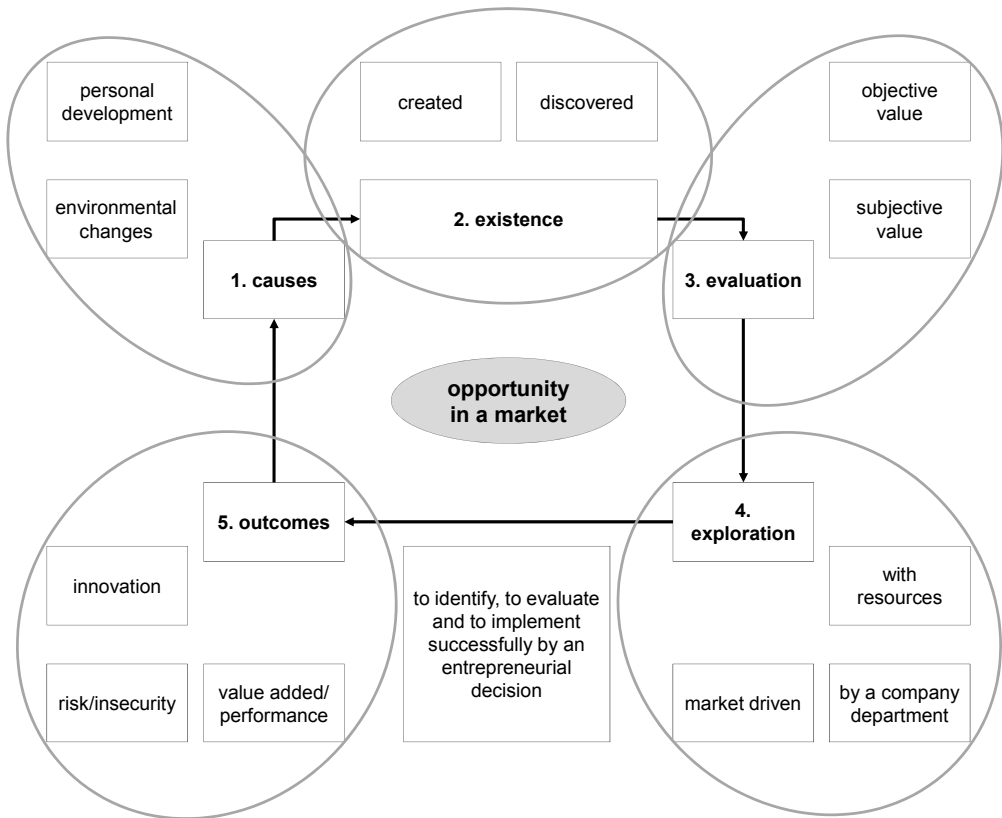 personal
development
environmental
changes
1. causes
created
discovered
2. existence
objective
value
subjective
value
3. evaluation
opportunity
in a market
4.
exploration
with
resources
market driven
by a company
department
5. outcomes
innovation
risk/insecurity
value added/
performance
to identify, to evaluate
and to implement
successfully by an
entrepreneurial
decision